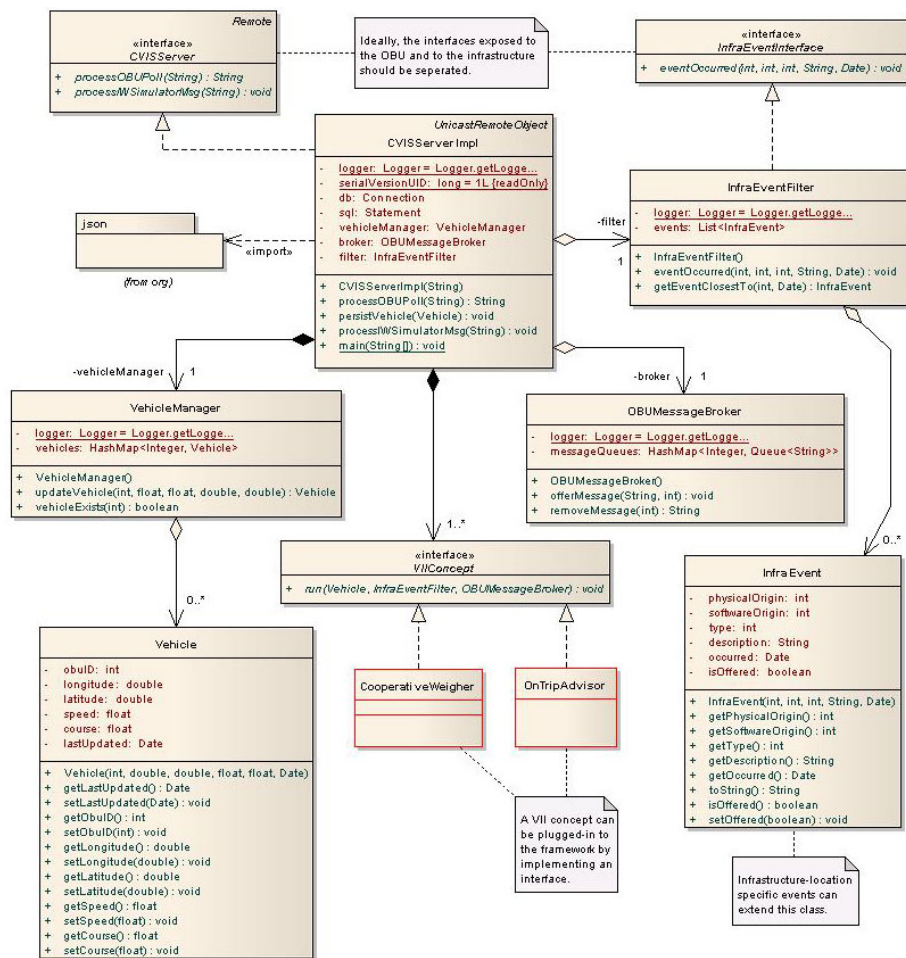 Remote
«interface»
CVISServer
+ processOBUPoll(String) : String
+ processIWSimulatorMsg(String) : void
Ideally, the interfaces exposed to
the OBU and to the infrastructure
should be seperated.
«interface»
InfraEventInterface
+ eventOccurred(int, int, int, String, Date) : void
UnicastRemoteObject
CVISServerImpl
- logger: Logger = Logger.getLogge...
- serialVersionUID: long = 1L {readOnly}
- db: Connection
- sql: Statement
- vehicleManager: VehicleManager
- broker: OBUMessageBroker
- filter: InfraEventFilter
+ CVISServerImpl(String)
+ processOBUPoll(String) : String
+ persistVehicle(Vehicle) : void
+ processIWSimulatorMsg(String) : void
+ main(String[]) : void
json
(from org)
«import»
-filter
1
InfraEventFilter
- logger: Logger = Logger.getLogge...
- events: List<InfraEvent>
+ InfraEventFilter()
+ eventOccurred(int, int, int, String, Date) : void
+ getEventClosestTo(int, Date) : InfraEvent
-vehicleManager
1
-broker
1
VehicleManager
- logger: Logger = Logger.getLogge...
- vehicles: HashMap<Integer, Vehicle>
+ VehicleManager()
+ updateVehicle(int, float, float, double, double) : Vehicle
+ vehicleExists(int) : boolean
OBUMessageBroker
- logger: Logger = Logger.getLogge...
- messageQueues: HashMap<Integer, Queue<String>>
+ OBUMessageBroker()
+ offerMessage(String, int) : void
+ removeMessage(int) : String
1..*
«interface»
VIIConcept
+ run(Vehicle, InfraEventFilter, OBUMessageBroker) : void
0..*
0..*
Vehicle
- obuID: int
- longitude: double
- latitude: double
- speed: float
- course: float
- lastUpdated: Date
+ Vehicle(int, double, double, float, float, Date)
+ getLastUpdated() : Date
+ setLastUpdated(Date) : void
+ getObuID() : int
+ setObuID(int) : void
+ getLongitude() : double
+ setLongitude(double) : void
+ getLatitude() : double
+ setLatitude(double) : void
+ getSpeed() : float
+ setSpeed(float) : void
+ getCourse() : float
+ setCourse(float) : void
CooperativeWeigher
OnTripAdvisor
A VII concept can
be plugged-in to
the framework by
implementing an
interface.
InfraEvent
- physicalOrigin: int
- softwareOrigin: int
- type: int
- description: String
- occurred: Date
- isOffered: boolean
+ InfraEvent(int, int, int, String, Date)
+ getPhysicalOrigin() : int
+ getSoftwareOrigin() : int
+ getType() : int
+ getDescription() : String
+ getOccurred() : Date
+ toString() : String
+ isOffered() : boolean
+ setOffered(boolean) : void
Infrastructure-location
specific events can
extend this class.